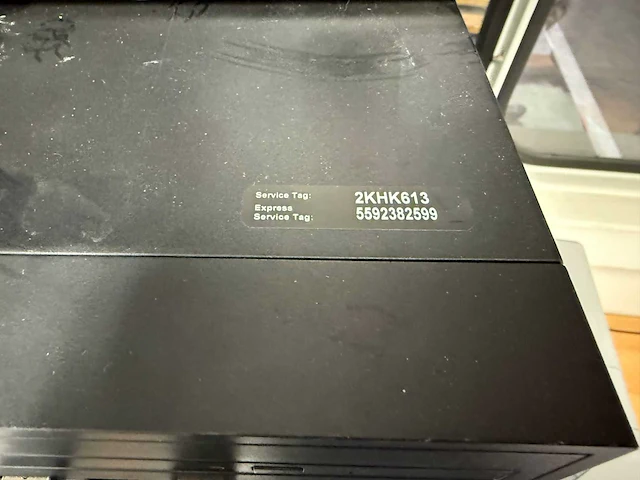 Service Tag: 2KHK613
Express
Service Tag: 5592382599